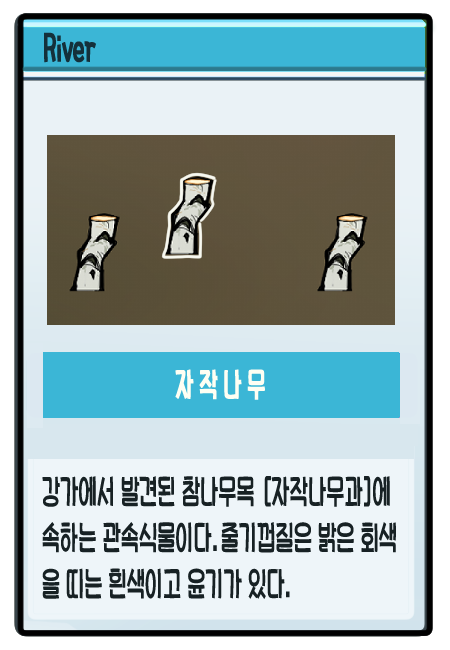 River
자작나무
강가에서 발견된 참나무목 [자작나무과]에
속하는 관속식물이다. 줄기껍질은 밝은 회색
을 띠는 흰색이고 윤기가 있다.